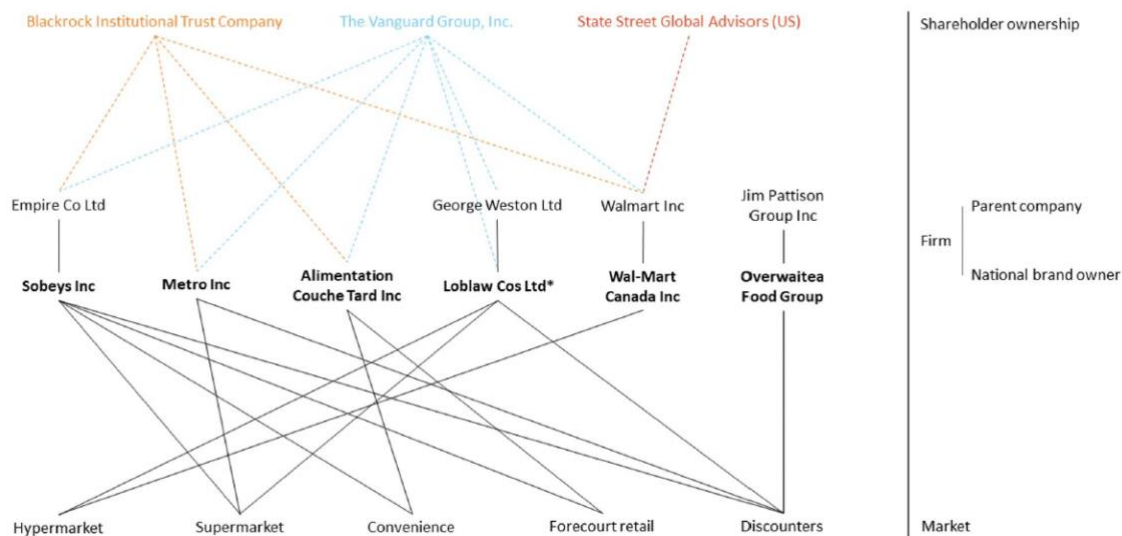 Blackrock Institutional Trust Company
The Vanguard Group, Inc.
State Street Global Advisors (US)
Shareholder ownership
Empire Co Ltd
George Weston Ltd
Walmart Inc
Jim Pattison
Group Inc
Parent company
Firm
National brand owner
Sobeys Inc
Metro Inc
Alimentation
Couche Tard Inc
Loblaw Cos Ltd*
Wal-Mart
Canada Inc
Overwaitea
Food Group
Hypermarket
Supermarket
Convenience
Forecourt retail
Discounters
Market